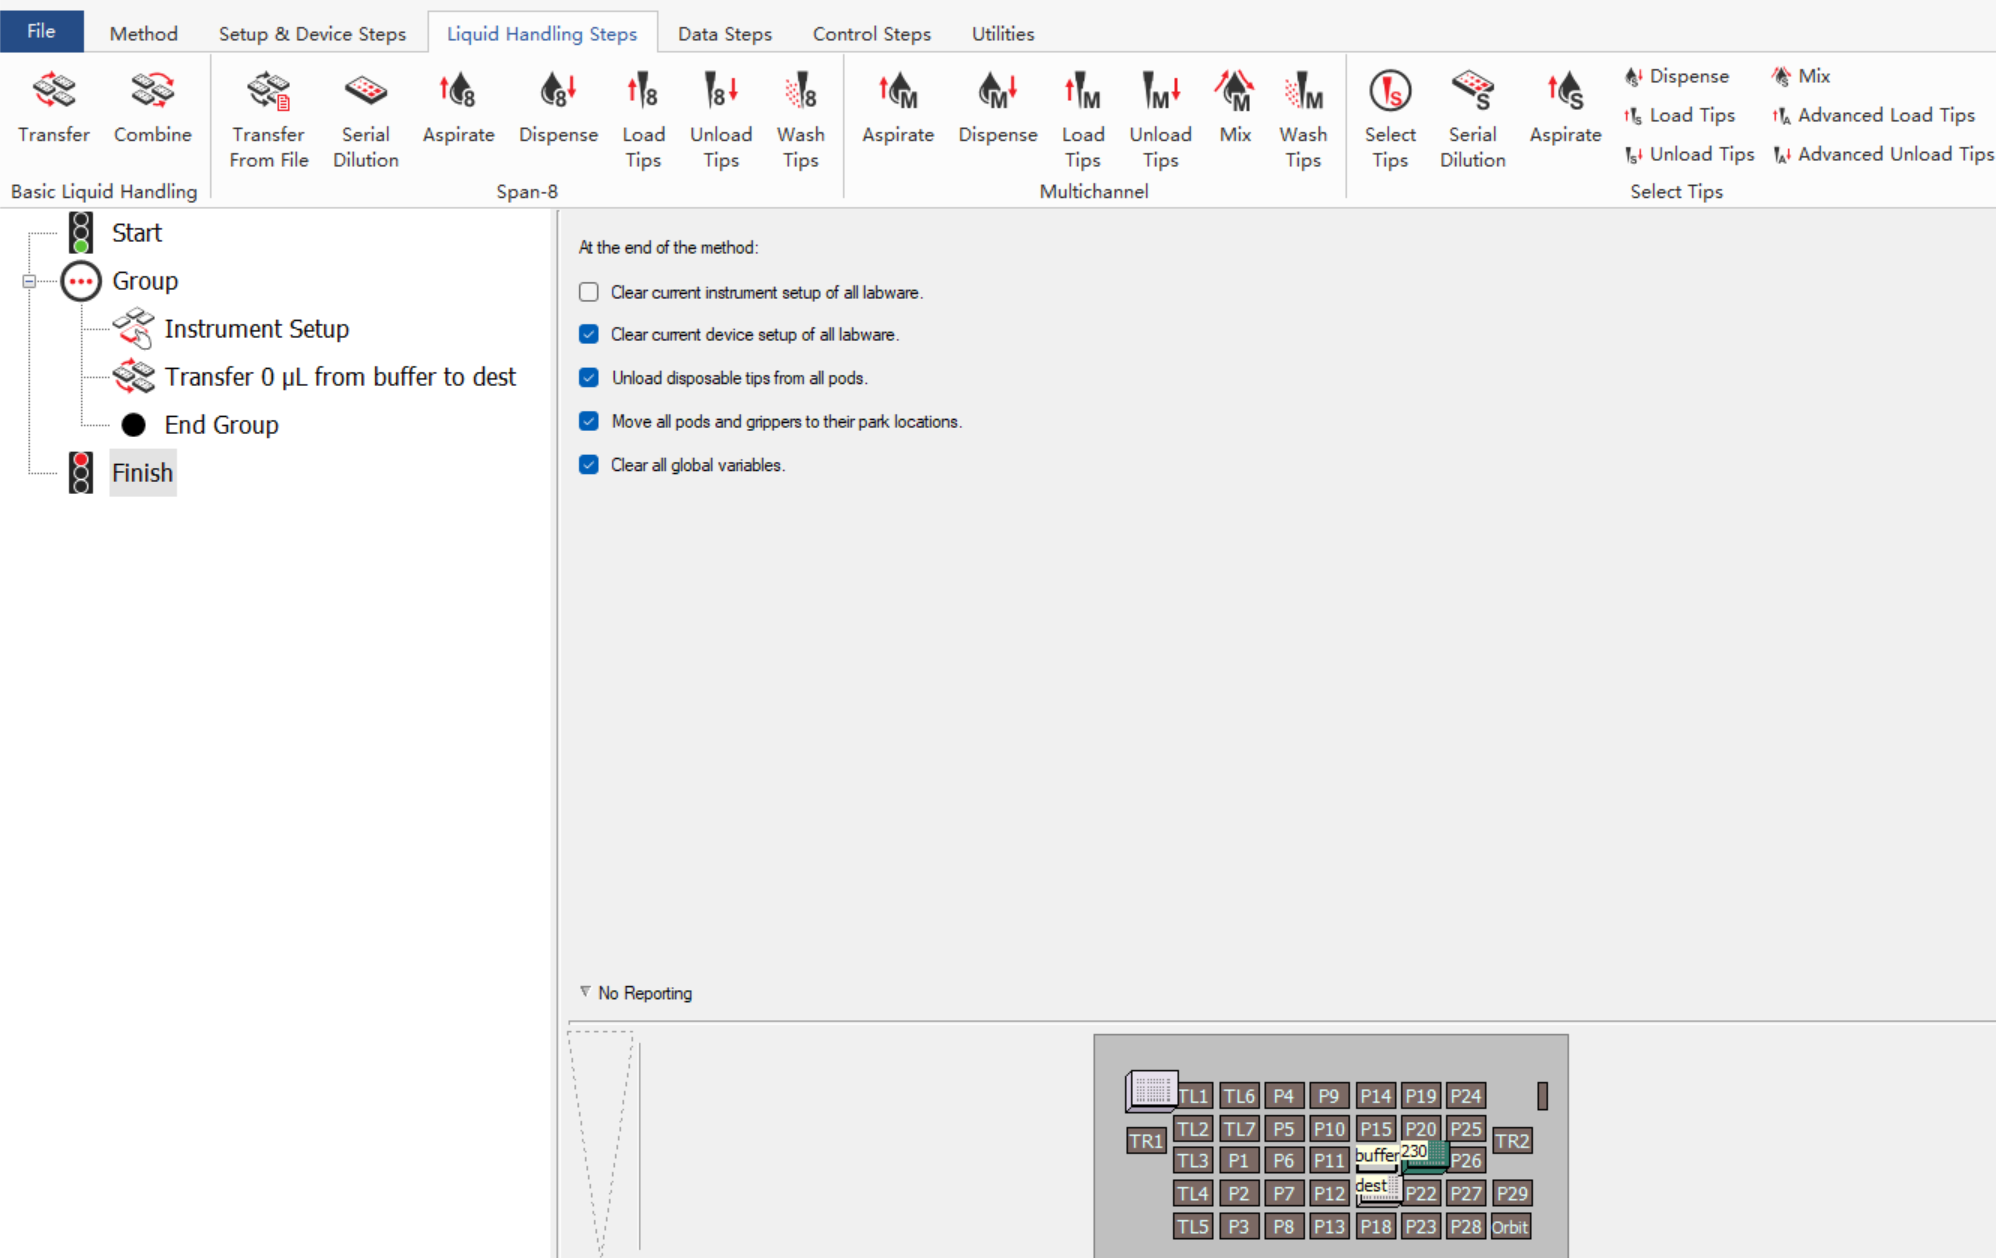 File Method Setup & Device Steps Liquid Handling Steps Data Steps Control Steps Utilities
Transfer Combine
Basic Liquid Handling
Transfer From File Serial Dilution Aspirate Dispense Load Tips Unload Tips Wash Tips
Span-8
Aspirate Dispense Load Tips Unload Tips Mix Wash Tips
Multichannel
Select Tips Serial Dilution Aspirate
Dispense Mix
Load Tips Advanced Load Tips
Unload Tips Advanced Unload Tips
Select Tips
Start
Group
Instrument Setup
Transfer 0 µL from buffer to dest
End Group
Finish
At the end of the method:
Clear current instrument setup of all labware.
Clear current device setup of all labware.
Unload disposable tips from all pods.
Move all pods and grippers to their park locations.
Clear all global variables.
No Reporting
TL1 TL6 P4 P9 P14 P19 P24
TR1 TL2 TL7 P5 P10 P15 P20 P25 TR2
TL3 P1 P6 P11 buffer 230 P26
TL4 P2 P7 P12 dest P22 P27 P29
TL5 P3 P8 P13 P18 P23 P28 Orbit